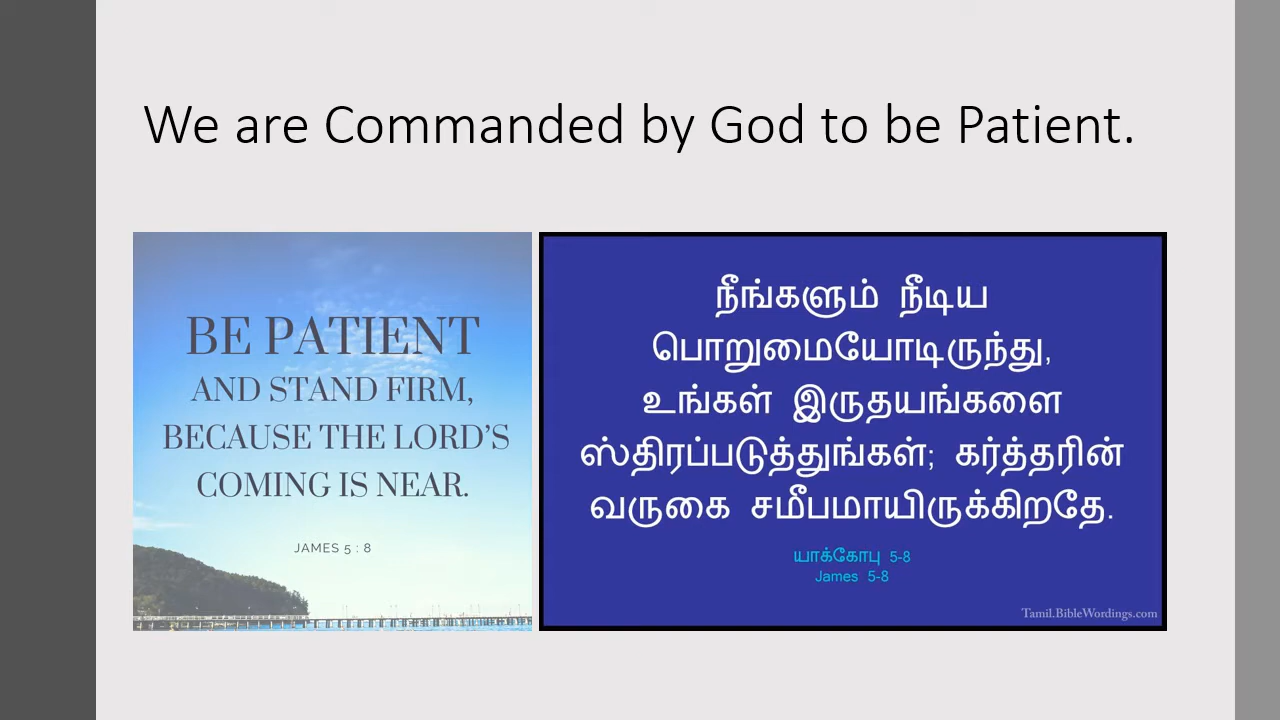 We are Commanded by God to be Patient.
BE PATIENT
AND STAND FIRM,
BECAUSE THE LORD'S
COMING IS NEAR.
JAMES 5 : 8
நீங்களும் நீடிய
பொறுமையோடிருந்து,
உங்கள் இருதயங்களை
ஸ்திரப்படுத்துங்கள்; கர்த்தரின்
வருகை சமீபமாயிருக்கிறதே.
யாக்கோபு 5-8
James 5-8
Tamil.BibleWordings.com